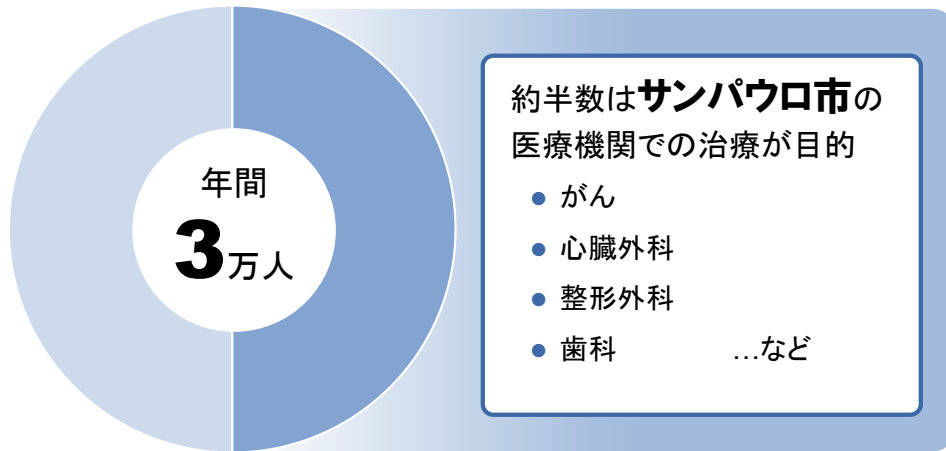 年間
3万人
約半数はサンパウロ市の
医療機関での治療が目的
● がん
● 心臓外科
● 整形外科
● 歯科 …など